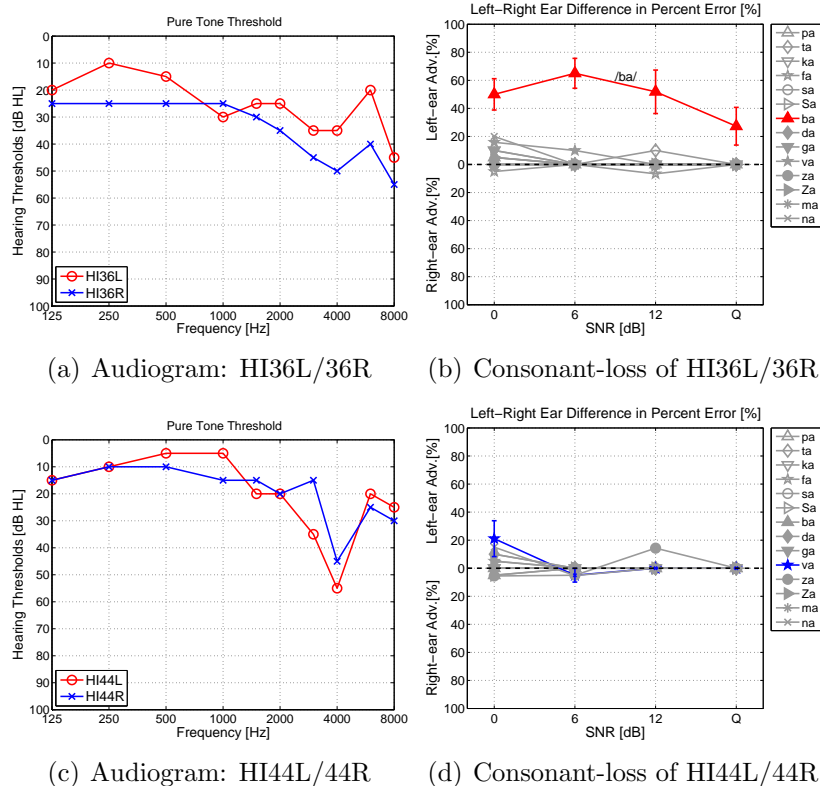 Pure Tone Threshold
Hearing Thresholds [dB HL]
0
10
20
30
40
50
60
70
80
90
100
125 250 500 1000 2000 4000 8000
Frequency [Hz]
HI36L
HI36R
(a) Audiogram: HI36L/36R
Left−Right Ear Difference in Percent Error [%]
Left−ear Adv.[%]
Right−ear Adv.[%]
100
80
60
40
20
0
20
40
60
80
100
/ba/
0 6 12 Q
SNR [dB]
pa
ta
ka
fa
sa
Sa
ba
da
ga
va
za
Za
ma
na
(b) Consonant-loss of HI36L/36R
Pure Tone Threshold
Hearing Thresholds [dB HL]
0
10
20
30
40
50
60
70
80
90
100
125 250 500 1000 2000 4000 8000
Frequency [Hz]
HI44L
HI44R
(c) Audiogram: HI44L/44R
Left−Right Ear Difference in Percent Error [%]
Left−ear Adv.[%]
Right−ear Adv.[%]
100
80
60
40
20
0
20
40
60
80
100
0 6 12 Q
SNR [dB]
pa
ta
ka
fa
sa
Sa
ba
da
ga
va
za
Za
ma
na
(d) Consonant-loss of HI44L/44R